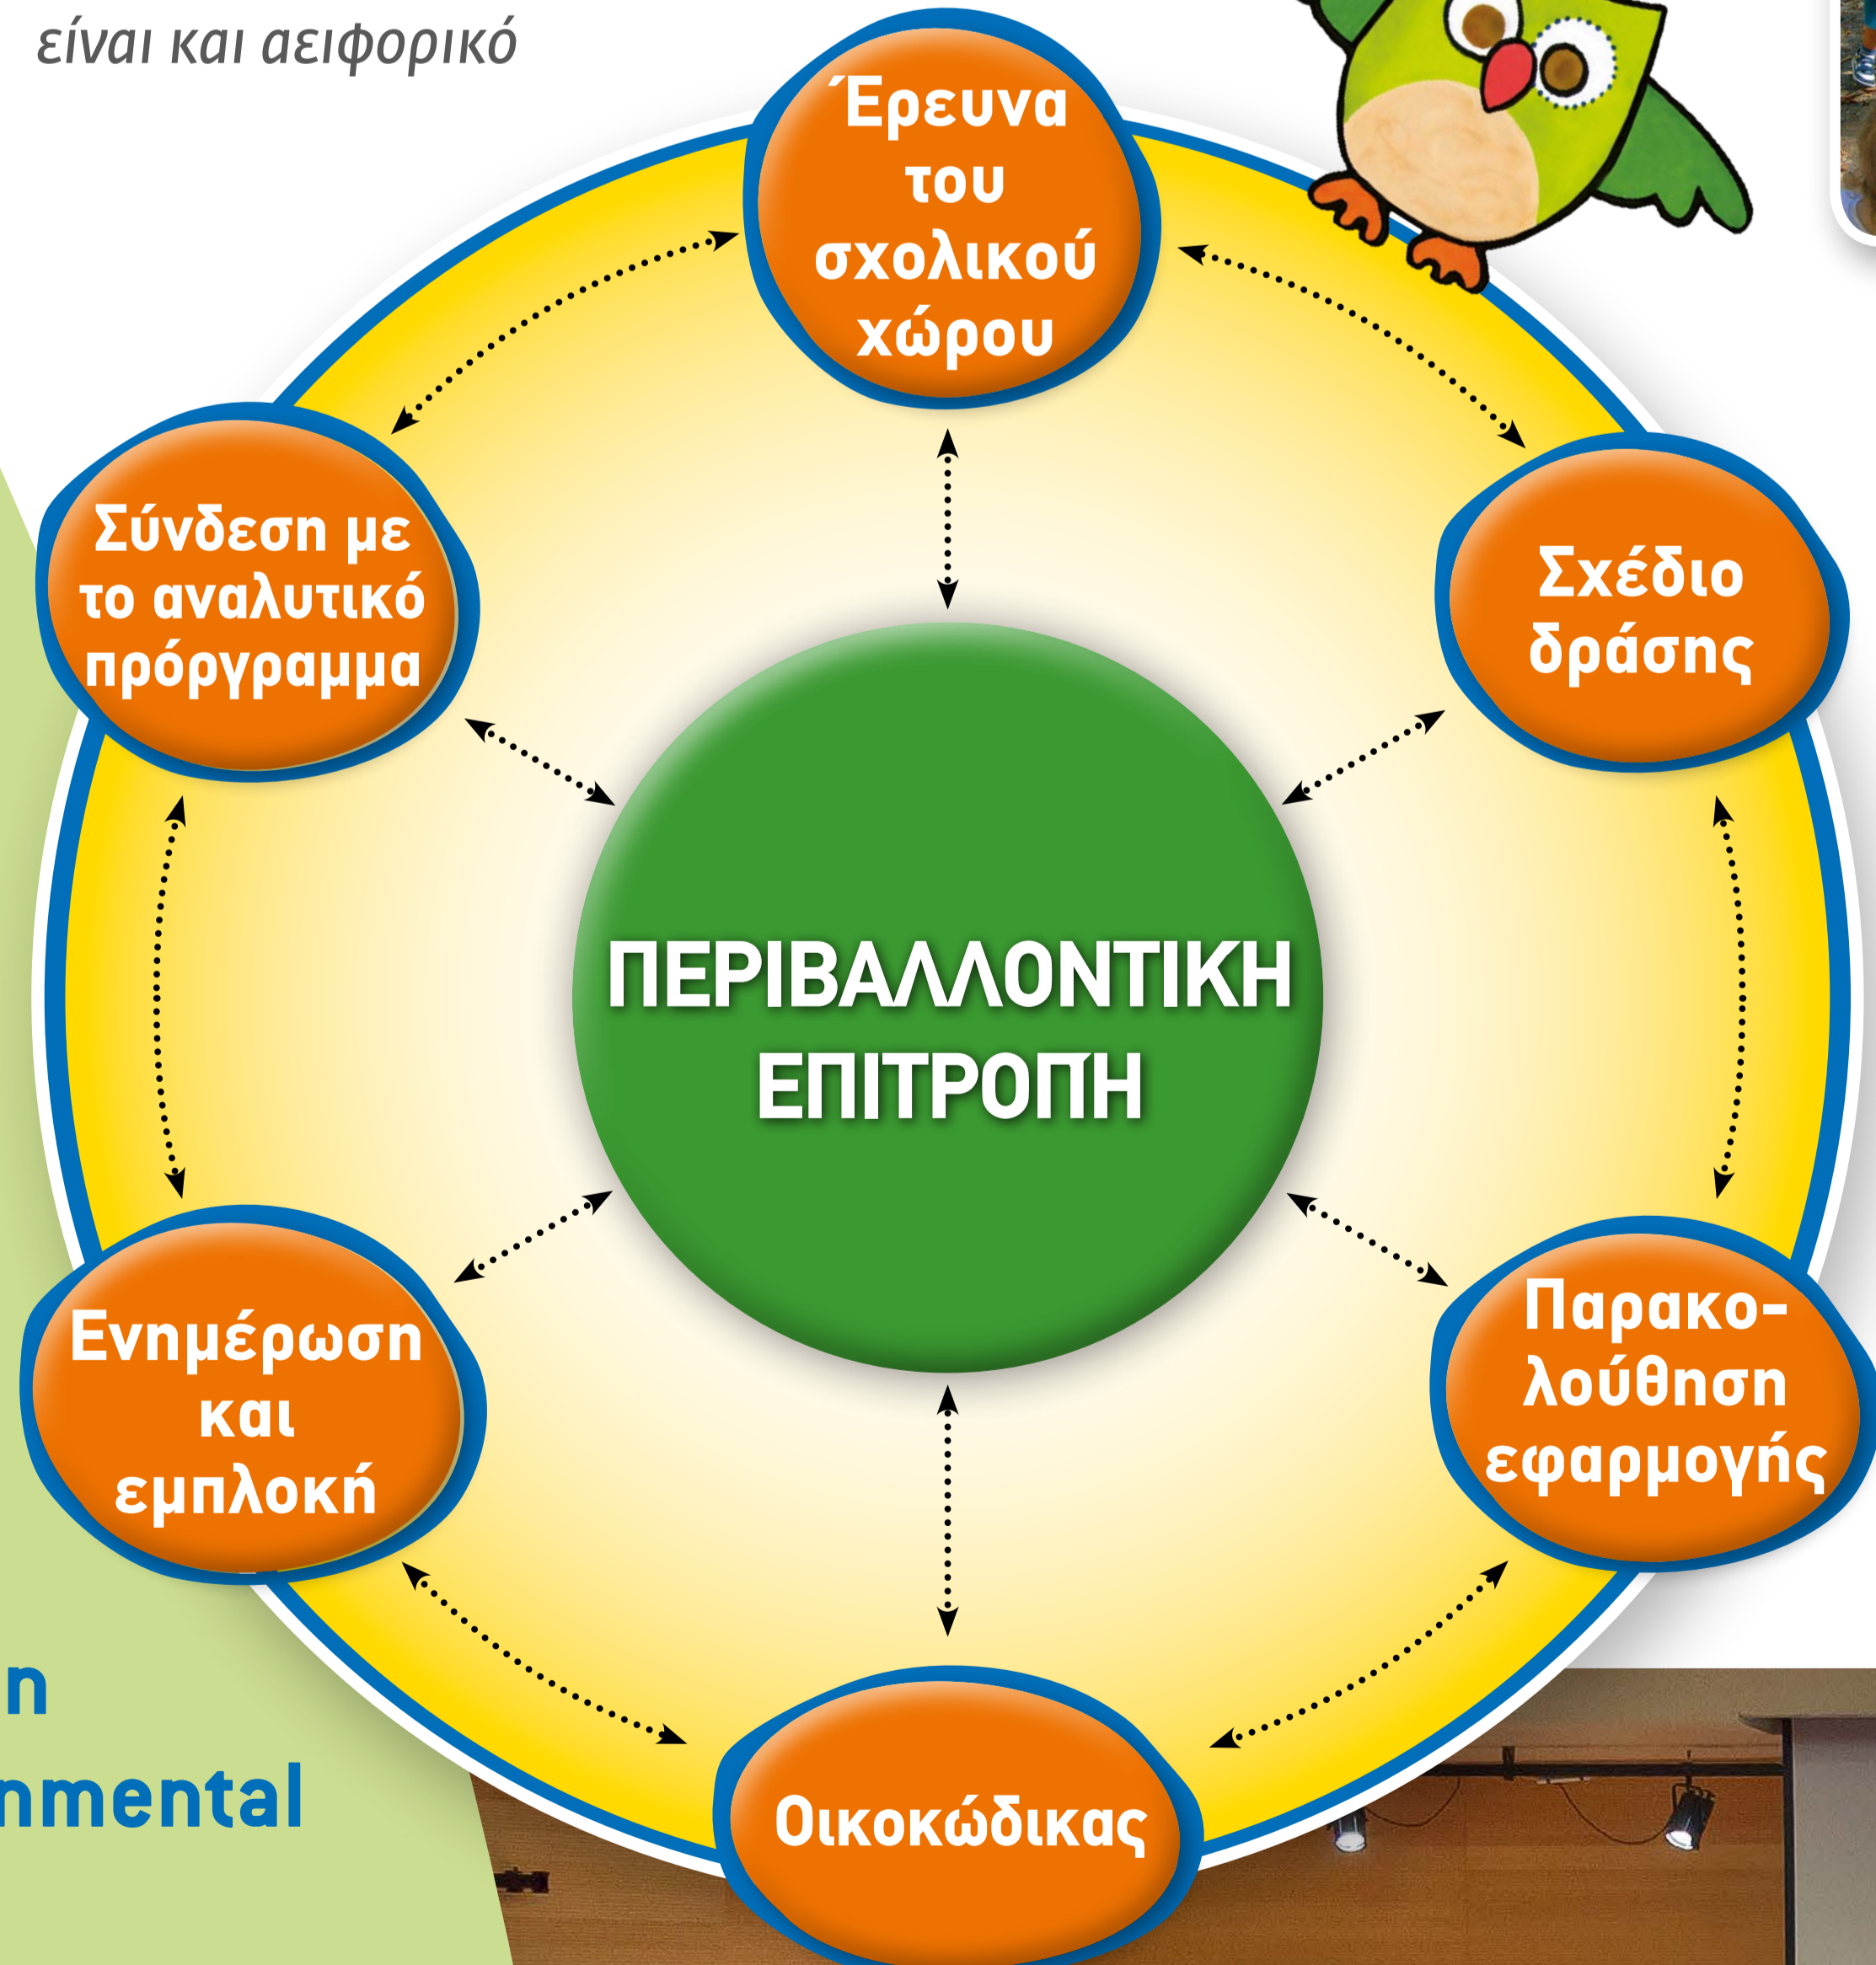 είναι και αειφορικό
Έρευνα
του
σχολικού
χώρου
Σύνδεση με
το αναλυτικό
πρόργραμμα
Σχέδιο
δράσης
ΠΕΡΙΒΑΛΛΟΝΤΙΚΗ
ΕΠΙΤΡΟΠΗ
Ενημέρωση
και
εμπλοκή
Παρακο-
λούθηση
εφαρμογής
n
nmental
Οικοκώδικας